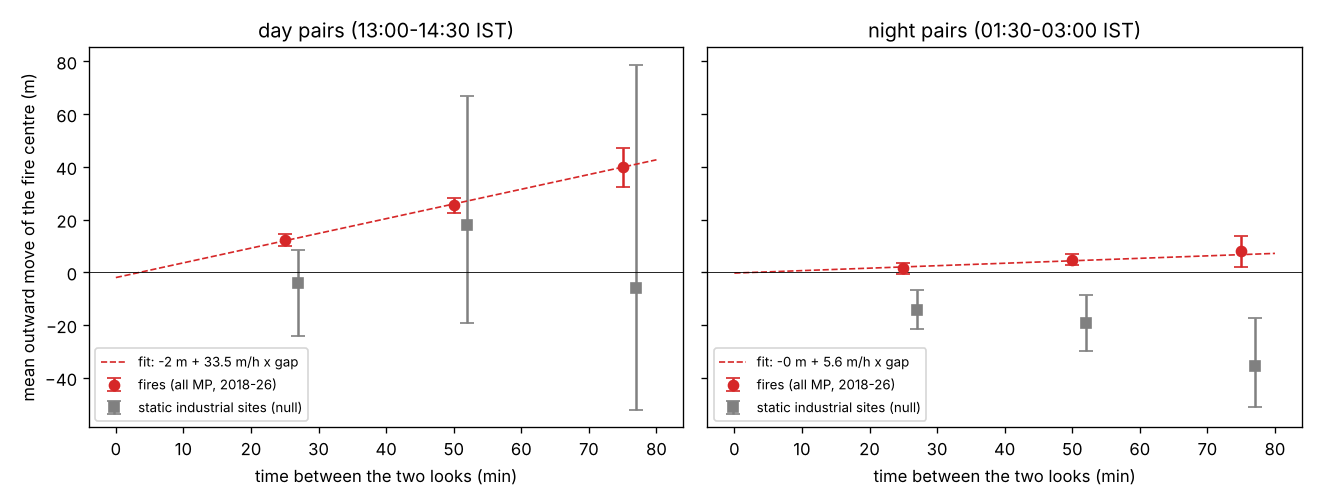 day pairs (13:00-14:30 IST)
mean outward move of the fire centre (m)
80
60
40
20
0
−20
−40
fit: -2 m + 33.5 m/h x gap
fires (all MP, 2018-26)
static industrial sites (null)
0 10 20 30 40 50 60 70 80
time between the two looks (min)
night pairs (01:30-03:00 IST)
fit: -0 m + 5.6 m/h x gap
fires (all MP, 2018-26)
static industrial sites (null)
0 10 20 30 40 50 60 70 80
time between the two looks (min)